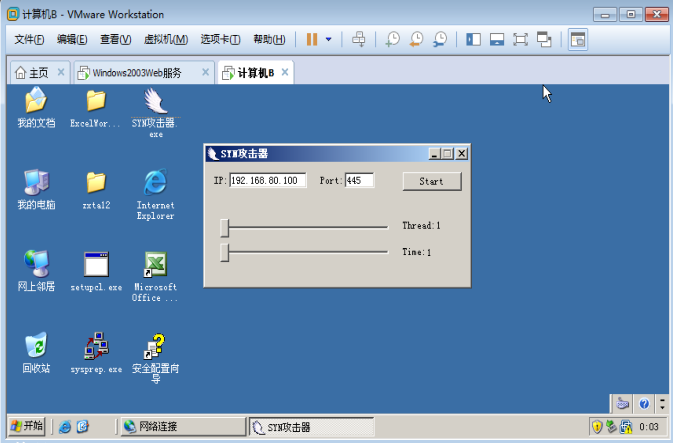 计算机B - VMware Workstation
文件(F) 编辑(E) 查看(V) 虚拟机(M) 选项卡(T) 帮助(H)
主页 Windows2003Web服务 计算机B
我的文档 ExcelWor... SYN攻击器.
exe
SYN攻击器
IP: 192.168.80.100 Port: 445 Start
我的电脑 zxta12 Internet
Explorer
Thread:1
Time:1
网上邻居 setupcl.exe Microsoft
Office ...
回收站 sysprep.exe 安全配置向
导
开始 网络连接 SYN攻击器 0:03